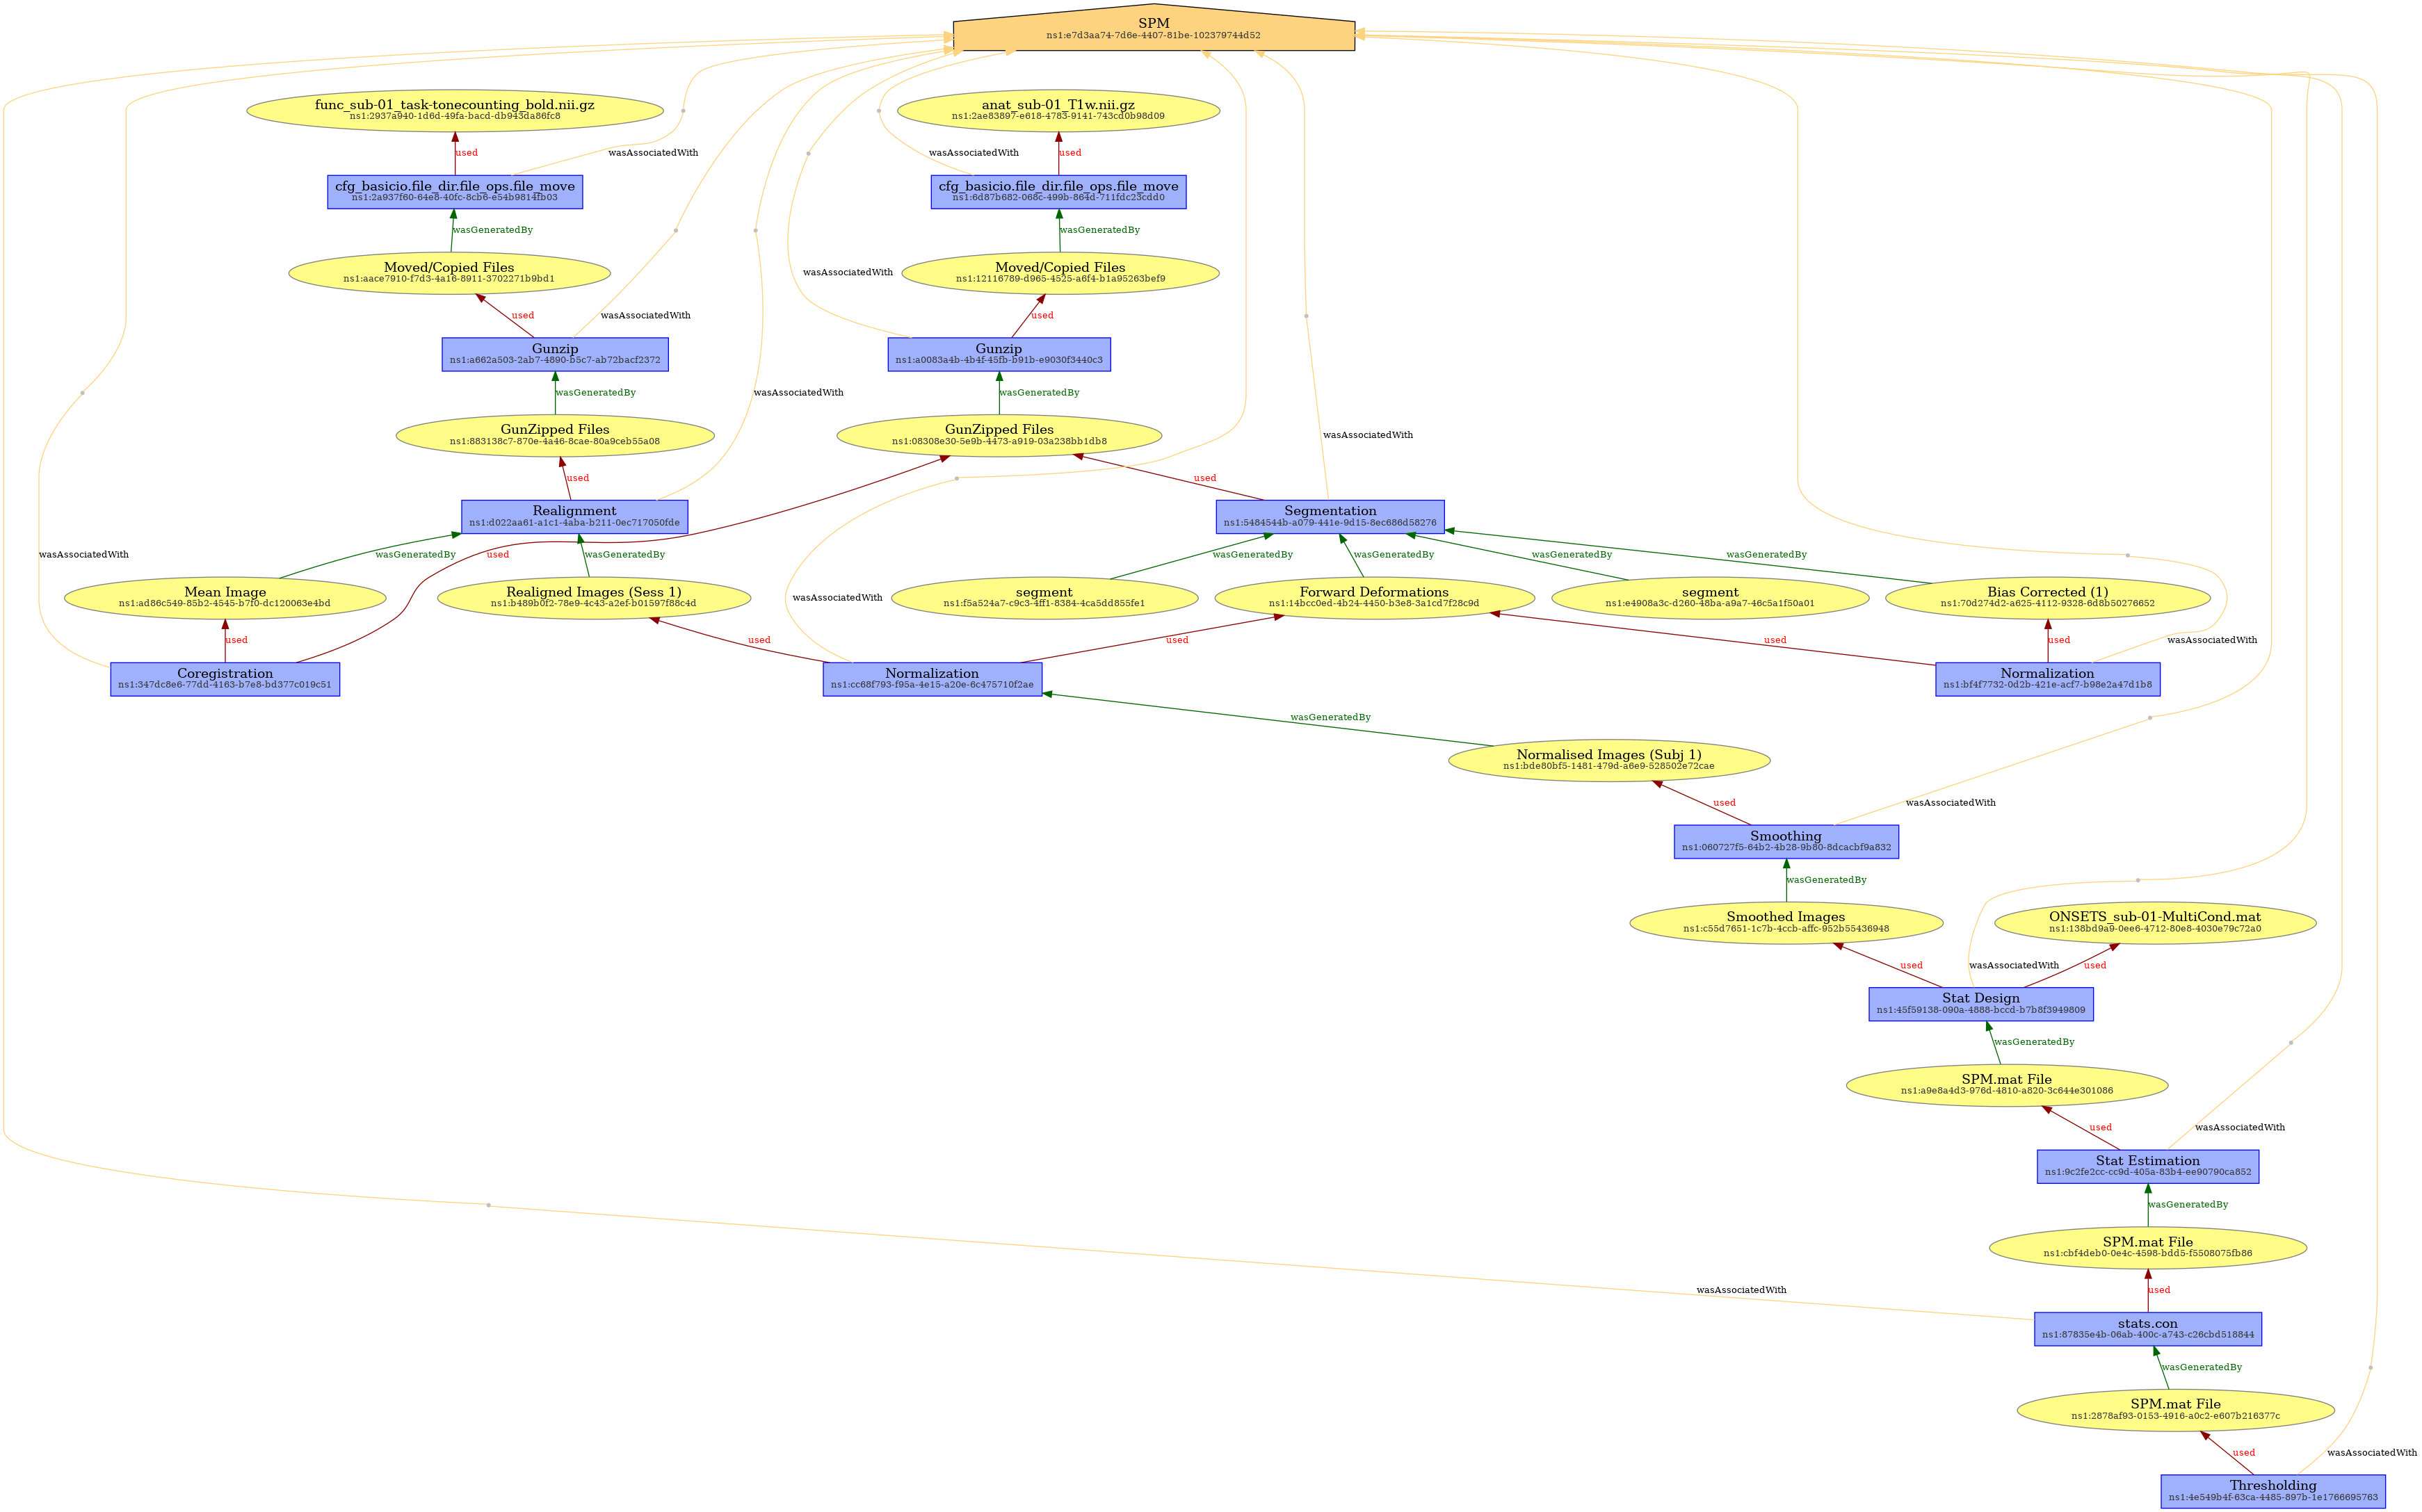 SPM
ns1:e7d3aa74-7d6e-4407-81be-102379744d52
func_sub-01_task-tonecounting_bold.nii.gz
ns1:2937a940-1d6d-49fa-bacd-db943da86fc8
anat_sub-01_T1w.nii.gz
ns1:2ae83897-e618-4783-9141-743cd0b98d09
used
wasAssociatedWith
wasAssociatedWith
used
cfg_basicio.file_dir.file_ops.file_move
ns1:2a937f60-64e8-40fc-8cb6-e54b9814fb03
cfg_basicio.file_dir.file_ops.file_move
ns1:6d87b682-068c-499b-864d-711fdc23cdd0
wasGeneratedBy
wasGeneratedBy
Moved/Copied Files
ns1:aace7910-f7d3-4a16-8911-3702271b9bd1
wasAssociatedWith
Moved/Copied Files
ns1:12116789-d965-4525-a6f4-b1a95263bef9
used
wasAssociatedWith
used
Gunzip
ns1:a662a503-2ab7-4890-b5c7-ab72bacf2372
Gunzip
ns1:a0083a4b-4b4f-45fb-b91b-e9030f3440c3
wasGeneratedBy
wasAssociatedWith
wasGeneratedBy
GunZipped Files
ns1:883138c7-870e-4a46-8cae-80a9ceb55a08
GunZipped Files
ns1:08308e30-5e9b-4473-a919-03a238bb1db8
wasAssociatedWith
used
used
Realignment
ns1:d022aa61-a1c1-4aba-b211-0ec717050fde
Segmentation
ns1:5484544b-a079-441e-9d15-8ec686d58276
wasAssociatedWith
wasGeneratedBy
used
wasGeneratedBy
wasGeneratedBy
wasGeneratedBy
wasGeneratedBy
wasGeneratedBy
Mean Image
ns1:ad86c549-85b2-4545-b7f0-dc120063e4bd
Realigned Images (Sess 1)
ns1:b489b0f2-78e9-4c43-a2ef-b01597f88c4d
wasAssociatedWith
segment
ns1:f5a524a7-c9c3-4ff1-8384-4ca5dd855fe1
Forward Deformations
ns1:14bcc0ed-4b24-4450-b3e8-3a1cd7f28c9d
segment
ns1:e4908a3c-d260-48ba-a9a7-46c5a1f50a01
Bias Corrected (1)
ns1:70d274d2-a625-4112-9328-6d8b50276652
used
used
used
used
used
wasAssociatedWith
Coregistration
ns1:347dc8e6-77dd-4163-b7e8-bd377c019c51
Normalization
ns1:cc68f793-f95a-4e15-a20e-6c475710f2ae
Normalization
ns1:bf4f7732-0d2b-421e-acf7-b98e2a47d1b8
wasGeneratedBy
Normalised Images (Subj 1)
ns1:bde80bf5-1481-479d-a6e9-528502e72cae
used
wasAssociatedWith
Smoothing
ns1:060727f5-64b2-4b28-9b80-8dcacbf9a832
wasGeneratedBy
Smoothed Images
ns1:c55d7651-1c7b-4ccb-affc-952b55436948
ONSETS_sub-01-MultiCond.mat
ns1:138bd9a9-0ee6-4712-80e8-4030e79c72a0
used
wasAssociatedWith
used
Stat Design
ns1:45f59138-090a-4888-bccd-b7b8f3949809
wasGeneratedBy
SPM.mat File
ns1:a9e8a4d3-976d-4810-a820-3c644e301086
used
wasAssociatedWith
Stat Estimation
ns1:9c2fe2cc-cc9d-405a-83b4-ee90790ca852
wasGeneratedBy
SPM.mat File
ns1:cbf4deb0-0e4c-4598-bdd5-f5508075fb86
wasAssociatedWith
used
stats.con
ns1:87835e4b-06ab-400c-a743-c26cbd518844
wasGeneratedBy
SPM.mat File
ns1:2878af93-0153-4916-a0c2-e607b216377c
used
wasAssociatedWith
Thresholding
ns1:4e549b4f-63ca-4485-897b-1e1766695763